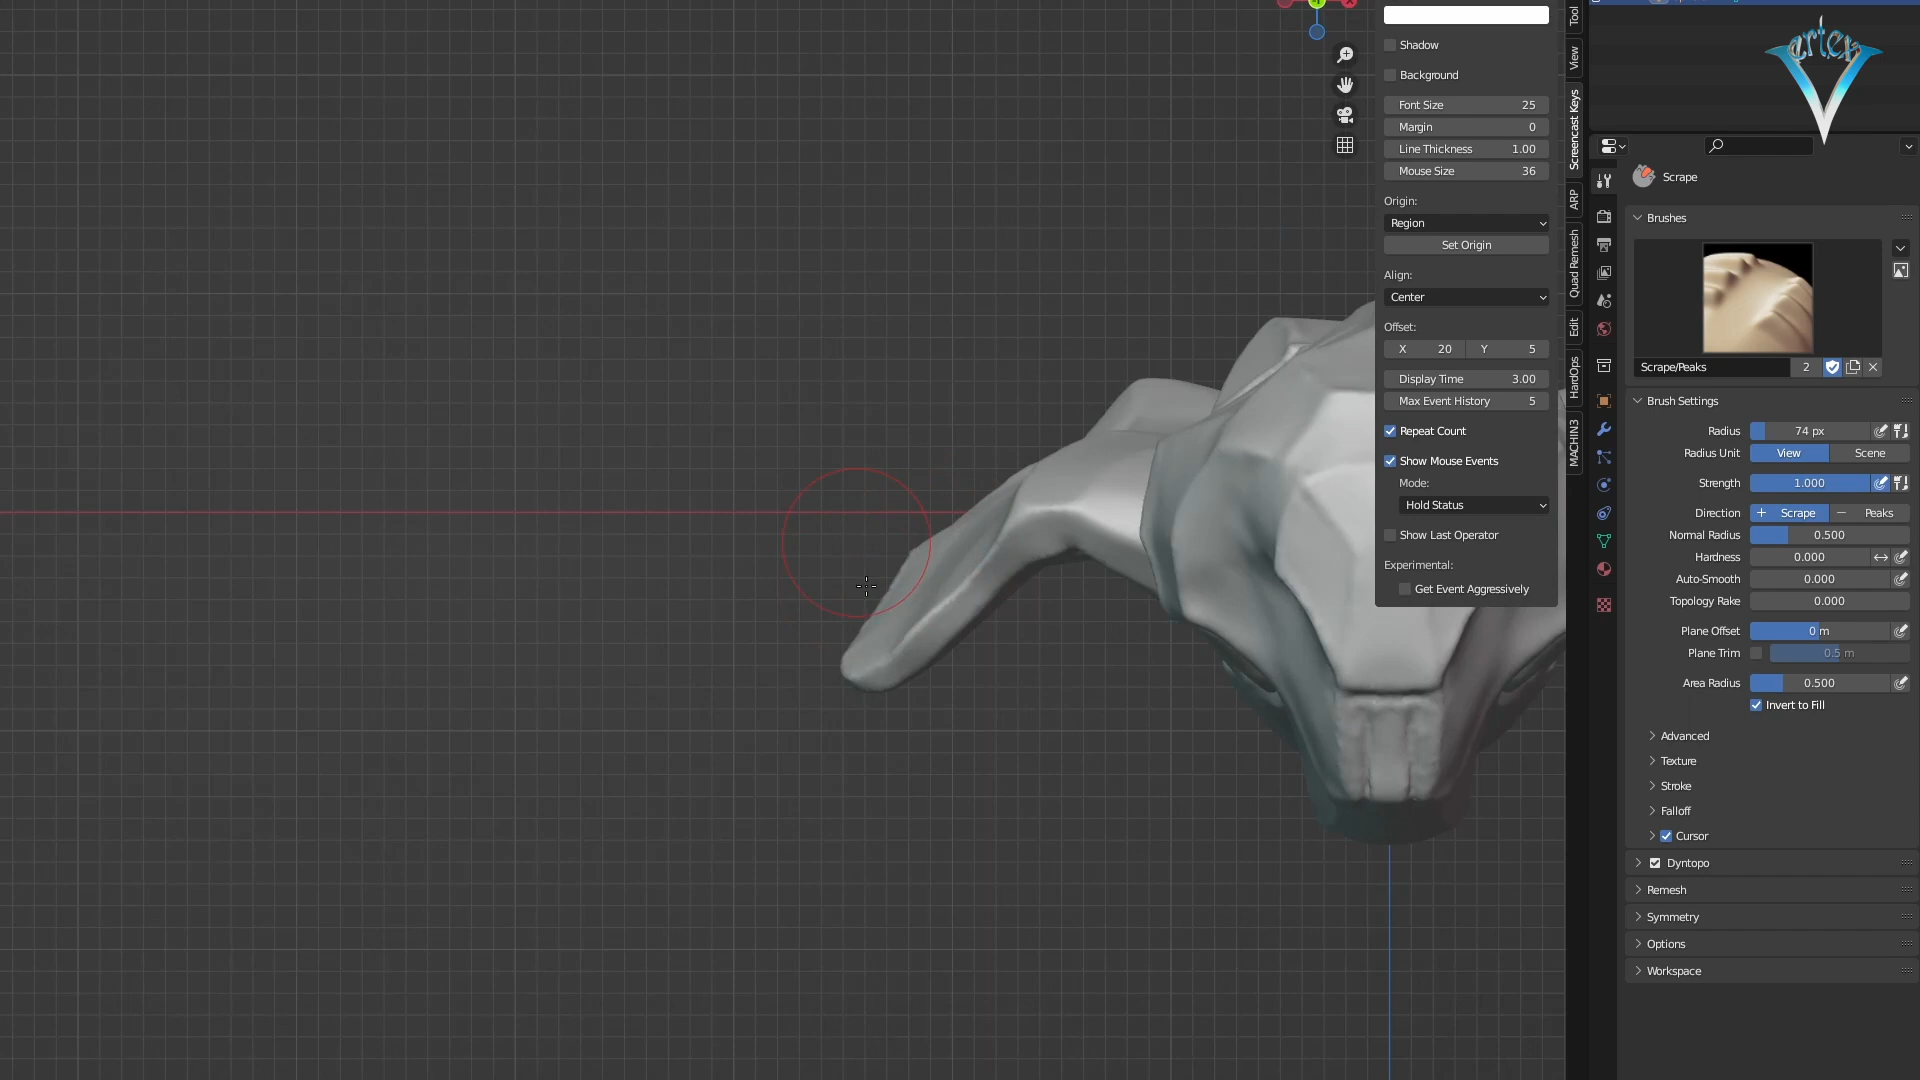 Shadow
Background
Font Size 25
Margin 0
Line Thickness 1.00
Mouse Size 36
Origin:
Region
Set Origin
Align:
Center
Offset:
X 20 Y 5
Display Time 3.00
Max Event History 5
Repeat Count
Show Mouse Events
Mode:
Hold Status
Show Last Operator
Experimental:
Get Event Aggressively
Tool
View
Screencast Keys
ARP
Quad Remesh
Edit
HardOps
MACHIN3
artex
Scrape
Brushes
Scrape/Peaks 2
Brush Settings
Radius 74 px
Radius Unit View Scene
Strength 1.000
Direction + Scrape − Peaks
Normal Radius 0.500
Hardness 0.000
Auto-Smooth 0.000
Topology Rake 0.000
Plane Offset 0 m
Plane Trim 0.5 m
Area Radius 0.500
Invert to Fill
Advanced
Texture
Stroke
Falloff
Cursor
Dyntopo
Remesh
Symmetry
Options
Workspace